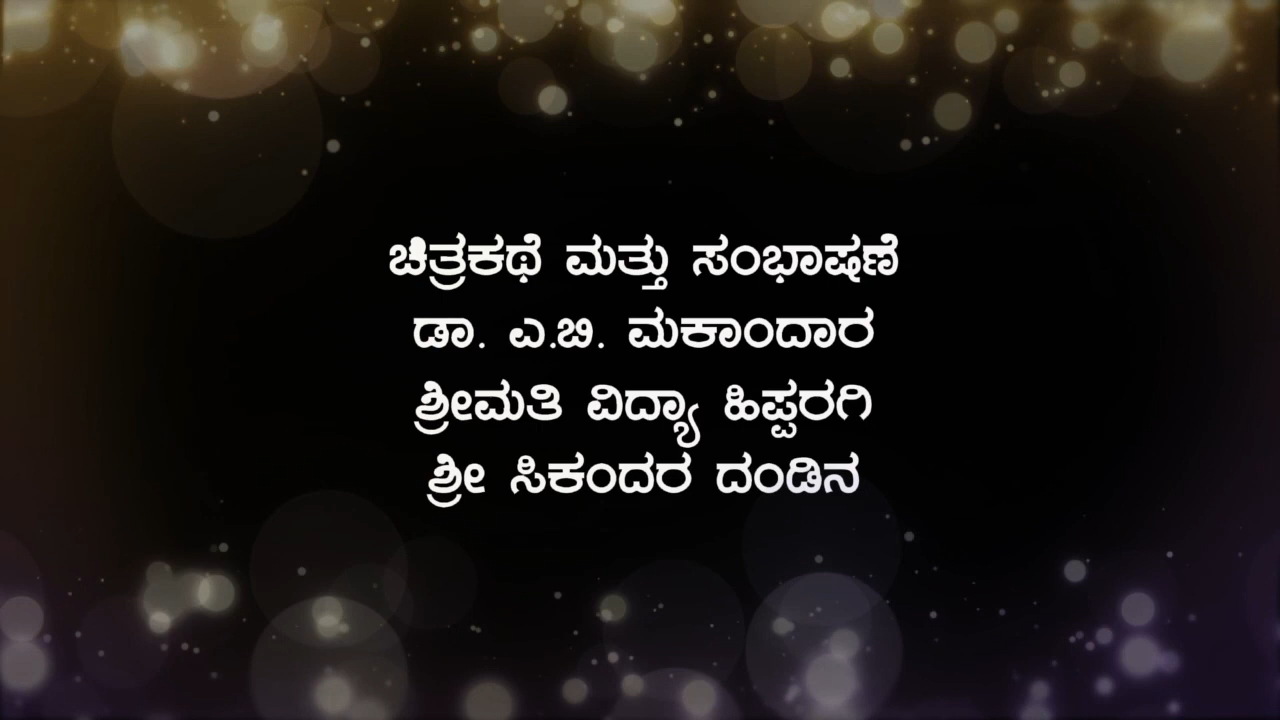 ಚಿತ್ರಕಥೆ ಮತ್ತು ಸಂಭಾಷಣೆ
ಡಾ. ಎ.ಬಿ. ಮಕಾಂದಾರ
ಶ್ರೀಮತಿ ವಿದ್ಯಾ ಹಿಪ್ಪರಗಿ
ಶ್ರೀ ಸಿಕಂದರ ದಂಡಿನ